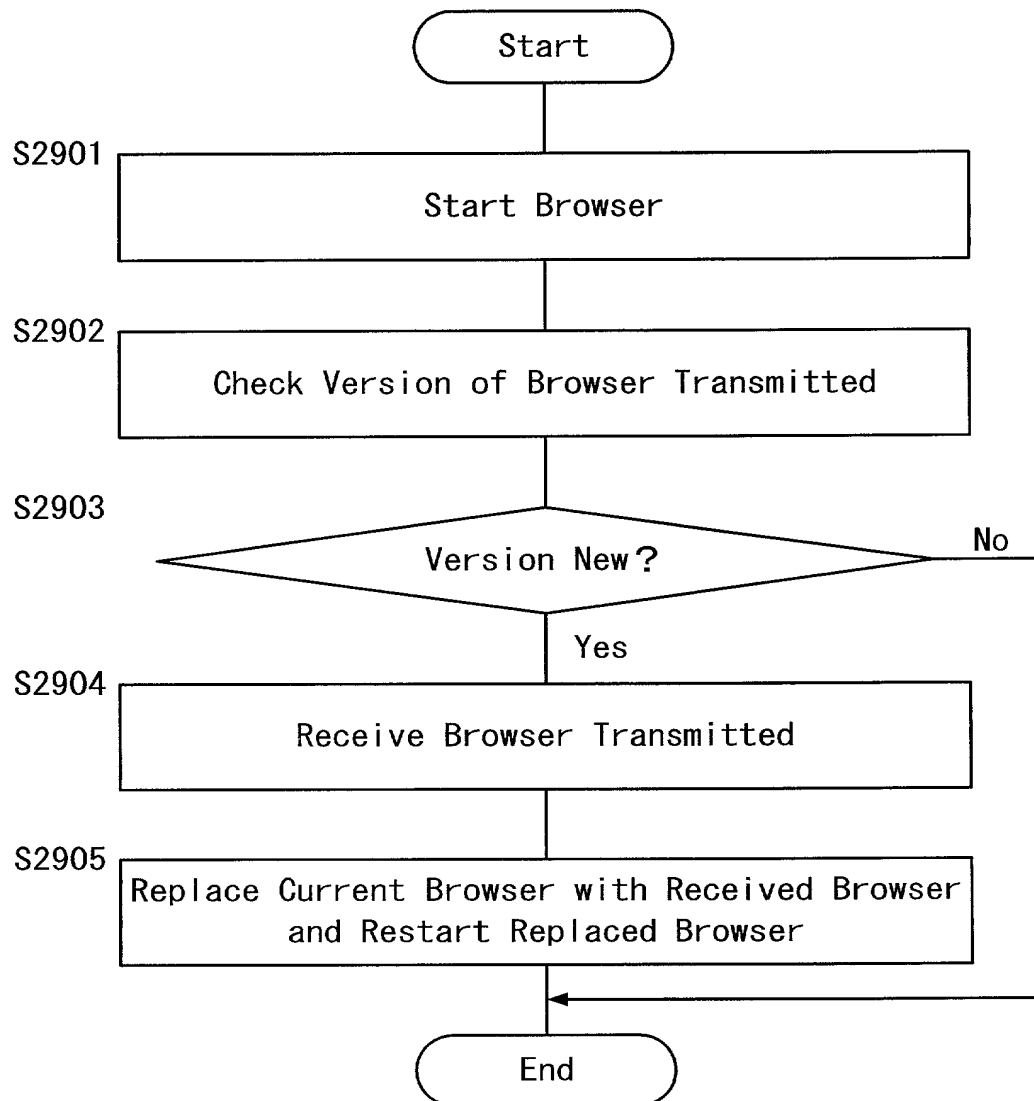 Start
S2901
Start Browser
S2902
Check Version of Browser Transmitted
S2903
Version New?
No
Yes
S2904
Receive Browser Transmitted
S2905
Replace Current Browser with Received Browser
and Restart Replaced Browser
End